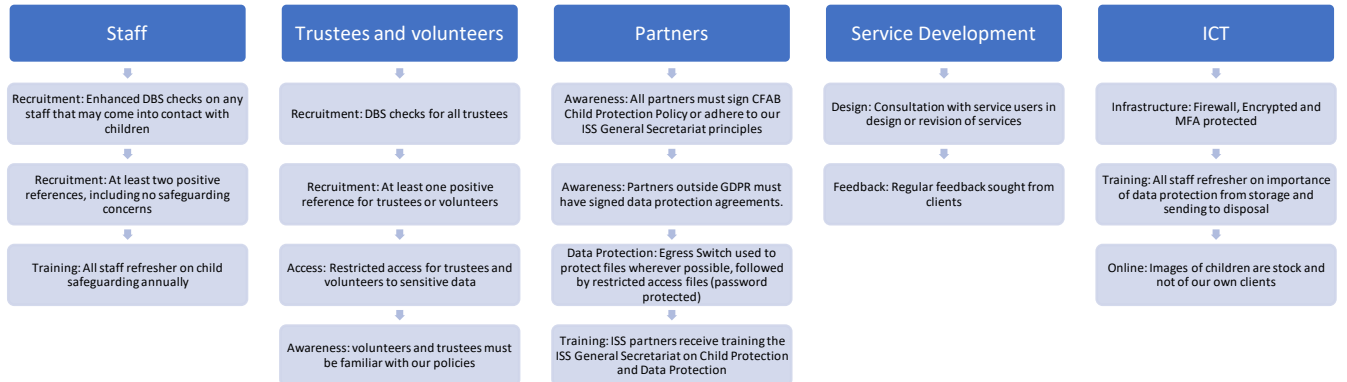 Staff
Recruitment: Enhanced DBS checks on any
staff that may come into contact with
children
Recruitment: At least two positive
references, including no safeguarding
concerns
Training: All staff refresher on child
safeguarding annually
Trustees and volunteers
Recruitment: DBS checks for all trustees
Recruitment: At least one positive
reference for trustees or volunteers
Access: Restricted access for trustees and
volunteers to sensitive data
Awareness: volunteers and trustees must
be familiar with our policies
Partners
Awareness: All partners must sign CFAB
Child Protection Policy or adhere to our
ISS General Secretariat principles
Awareness: Partners outside GDPR must
have signed data protection agreements.
Data Protection: Egress Switch used to
protect files wherever possible, followed
by restricted access files (password
protected)
Training: ISS partners receive training the
ISS General Secretariat on Child Protection
and Data Protection
Service Development
Design: Consultation with service users in
design or revision of services
Feedback: Regular feedback sought from
clients
ICT
Infrastructure: Firewall, Encrypted and
MFA protected
Training: All staff refresher on importance
of data protection from storage and
sending to disposal
Online: Images of children are stock and
not of our own clients